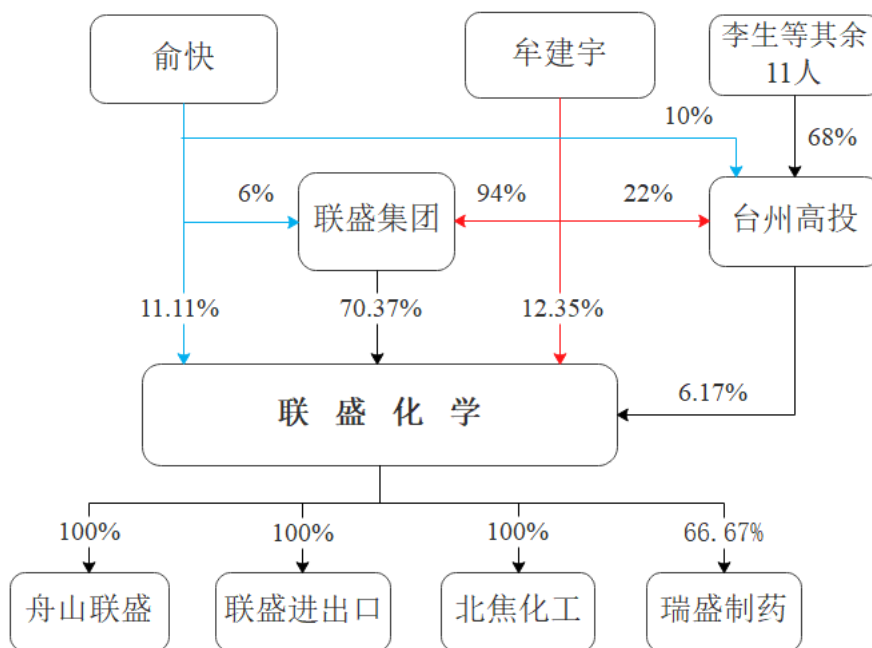 俞快
牟建宇
李生等其余
11人
10%
68%
6%
联盛集团
94%
22%
台州高投
11.11%
70.37%
12.35%
6.17%
联盛化学
100%
100%
100%
66.67%
舟山联盛
联盛进出口
北焦化工
瑞盛制药